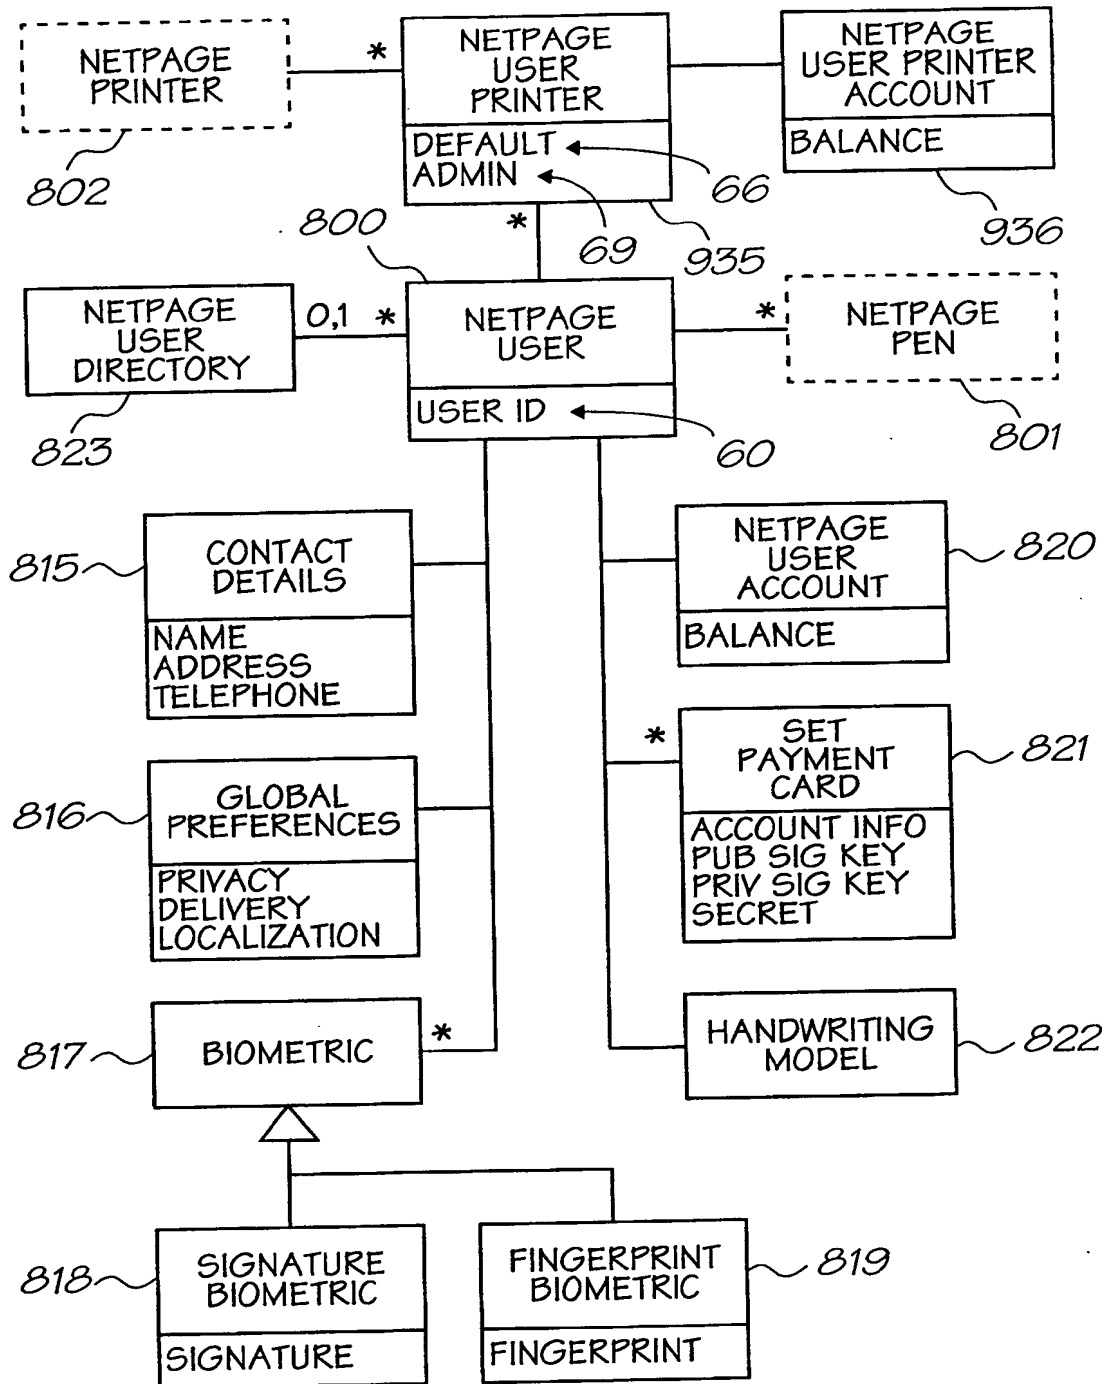 NETPAGE
PRINTER
802
*
NETPAGE
USER
PRINTER
DEFAULT
ADMIN
66
69
935
NETPAGE
USER PRINTER
ACCOUNT
BALANCE
936
*
800
NETPAGE
USER
DIRECTORY
823
0,1
*
NETPAGE
USER
USER ID
60
*
NETPAGE
PEN
801
815
CONTACT
DETAILS
NAME
ADDRESS
TELEPHONE
NETPAGE
USER
ACCOUNT
BALANCE
820
816
GLOBAL
PREFERENCES
PRIVACY
DELIVERY
LOCALIZATION
*
SET
PAYMENT
CARD
ACCOUNT INFO
PUB SIG KEY
PRIV SIG KEY
SECRET
821
817
BIOMETRIC
*
HANDWRITING
MODEL
822
818
SIGNATURE
BIOMETRIC
SIGNATURE
FINGERPRINT
BIOMETRIC
FINGERPRINT
819